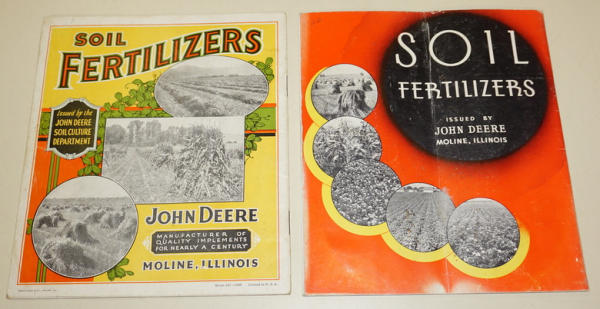 SOIL
FERTILIZERS
Issued by the
JOHN DEERE
SOIL CULTURE
DEPARTMENT
JOHN DEERE
MANUFACTURER OF
QUALITY IMPLEMENTS
FOR NEARLY A CENTURY
MOLINE, ILLINOIS
SOIL
FERTILIZERS
ISSUED BY
JOHN DEERE
MOLINE, ILLINOIS